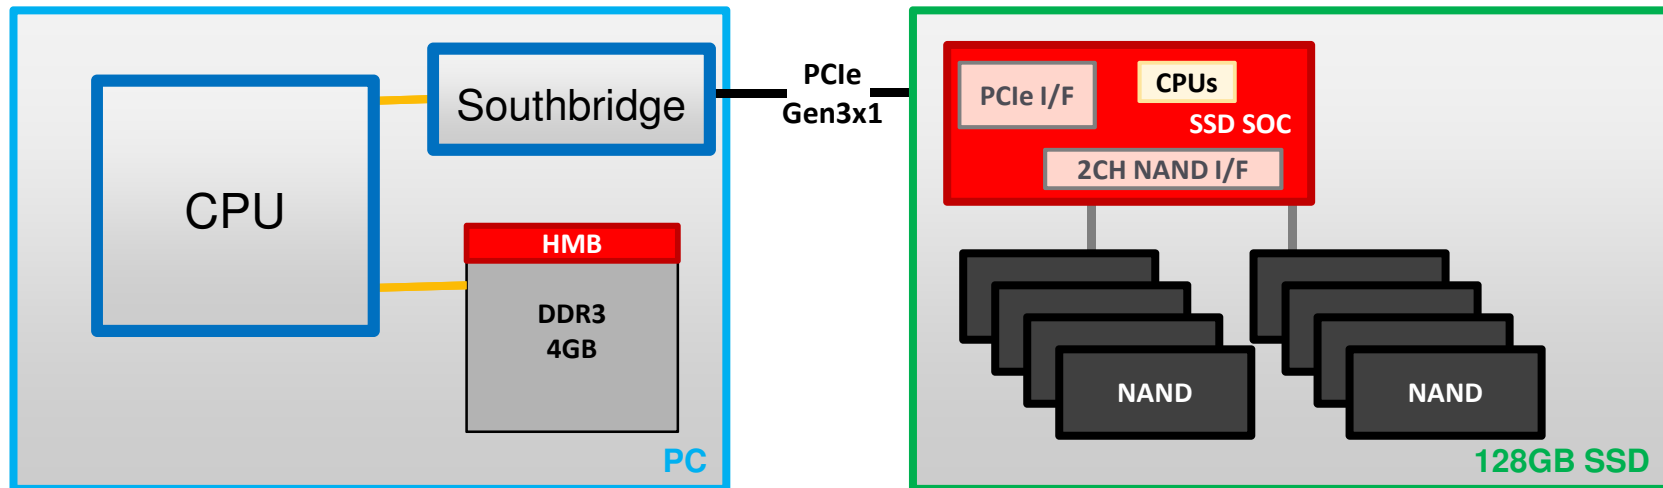 CPU
Southbridge
HMB
DDR3
4GB
PC
PCIe
Gen3x1
PCIe I/F
CPUs
SSD SOC
2CH NAND I/F
NAND
NAND
128GB SSD